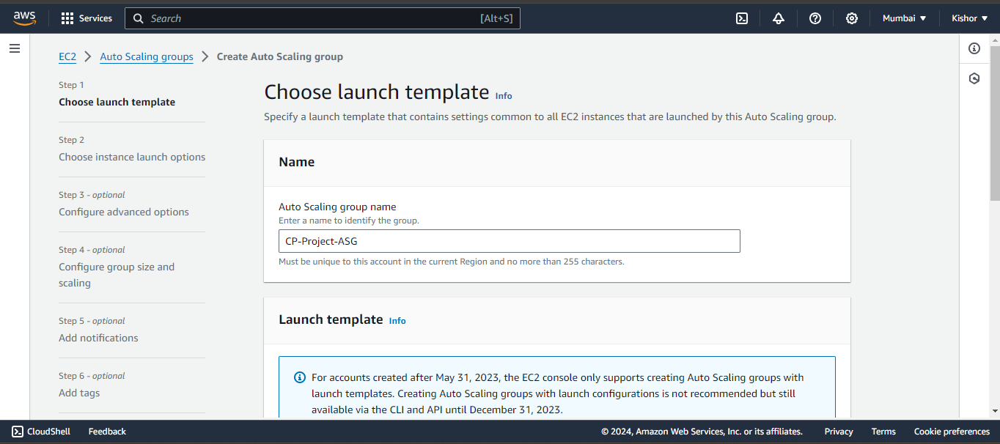 aws
Services
Search
[Alt+S]
Mumbai
Kishor
EC2
Auto Scaling groups
Create Auto Scaling group
Step 1
Choose launch template
Step 2
Choose instance launch options
Step 3 - optional
Configure advanced options
Step 4 - optional
Configure group size and
scaling
Step 5 - optional
Add notifications
Step 6 - optional
Add tags
Choose launch template Info
Specify a launch template that contains settings common to all EC2 instances that are launched by this Auto Scaling group.
Name
Auto Scaling group name
Enter a name to identify the group.
CP-Project-ASG
Must be unique to this account in the current Region and no more than 255 characters.
Launch template Info
For accounts created after May 31, 2023, the EC2 console only supports creating Auto Scaling groups with
launch templates. Creating Auto Scaling groups with launch configurations is not recommended but still
available via the CLI and API until December 31, 2023.
CloudShell
Feedback
© 2024, Amazon Web Services, Inc. or its affiliates.
Privacy
Terms
Cookie preferences